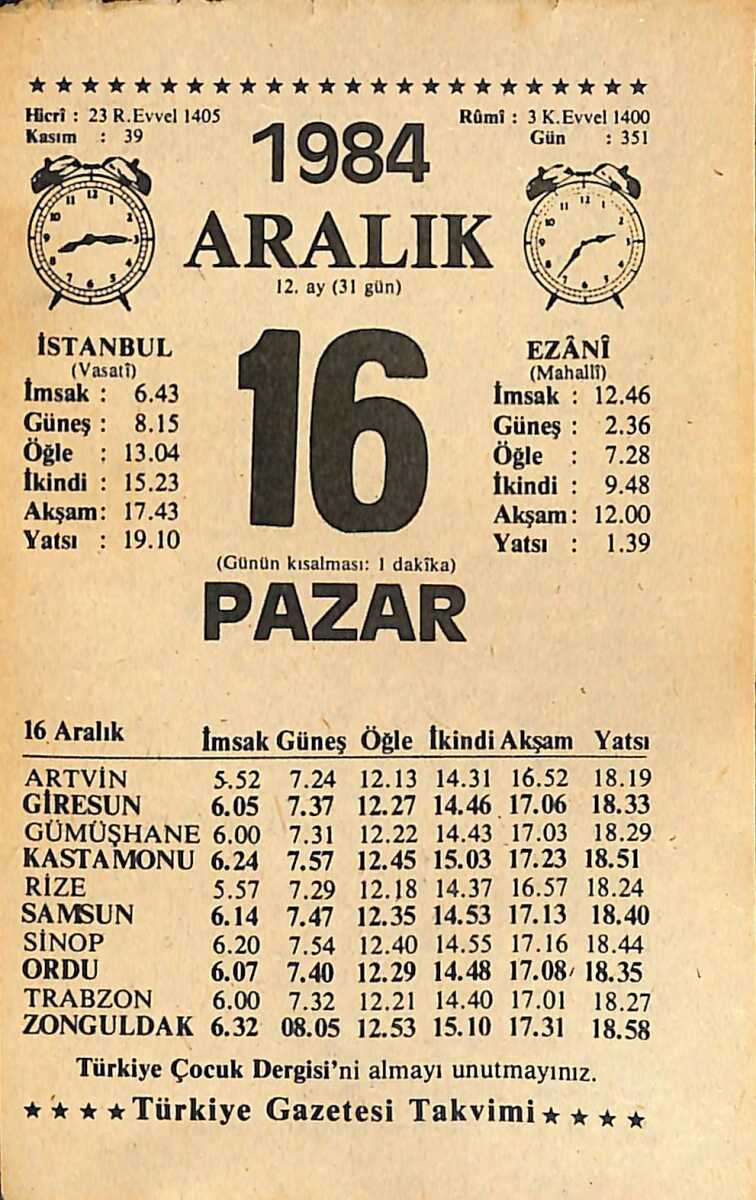 Hicrî : 23 R.Evvel 1405
Kasım : 39
1984
Rûmî : 3 K.Evvel 1400
Gün : 351
ARALIK
12. ay (31 gün)
İSTANBUL
(Vasatî)
İmsak : 6.43
Güneş : 8.15
Öğle : 13.04
İkindi : 15.23
Akşam: 17.43
Yatsı : 19.10
16
EZÂNÎ
(Mahallî)
İmsak : 12.46
Güneş : 2.36
Öğle : 7.28
İkindi : 9.48
Akşam: 12.00
Yatsı : 1.39
(Günün kısalması: 1 dakîka)
PAZAR
16 Aralık İmsak Güneş Öğle İkindi Akşam Yatsı
ARTVİN 5.52 7.24 12.13 14.31 16.52 18.19
GİRESUN 6.05 7.37 12.27 14.46 17.06 18.33
GÜMÜŞHANE 6.00 7.31 12.22 14.43 17.03 18.29
KASTAMONU 6.24 7.57 12.45 15.03 17.23 18.51
RİZE 5.57 7.29 12.18 14.37 16.57 18.24
SAMSUN 6.14 7.47 12.35 14.53 17.13 18.40
SİNOP 6.20 7.54 12.40 14.55 17.16 18.44
ORDU 6.07 7.40 12.29 14.48 17.08 18.35
TRABZON 6.00 7.32 12.21 14.40 17.01 18.27
ZONGULDAK 6.32 08.05 12.53 15.10 17.31 18.58
Türkiye Çocuk Dergisi'ni almayı unutmayınız.
★ ★ ★ ★ Türkiye Gazetesi Takvimi ★ ★ ★ ★